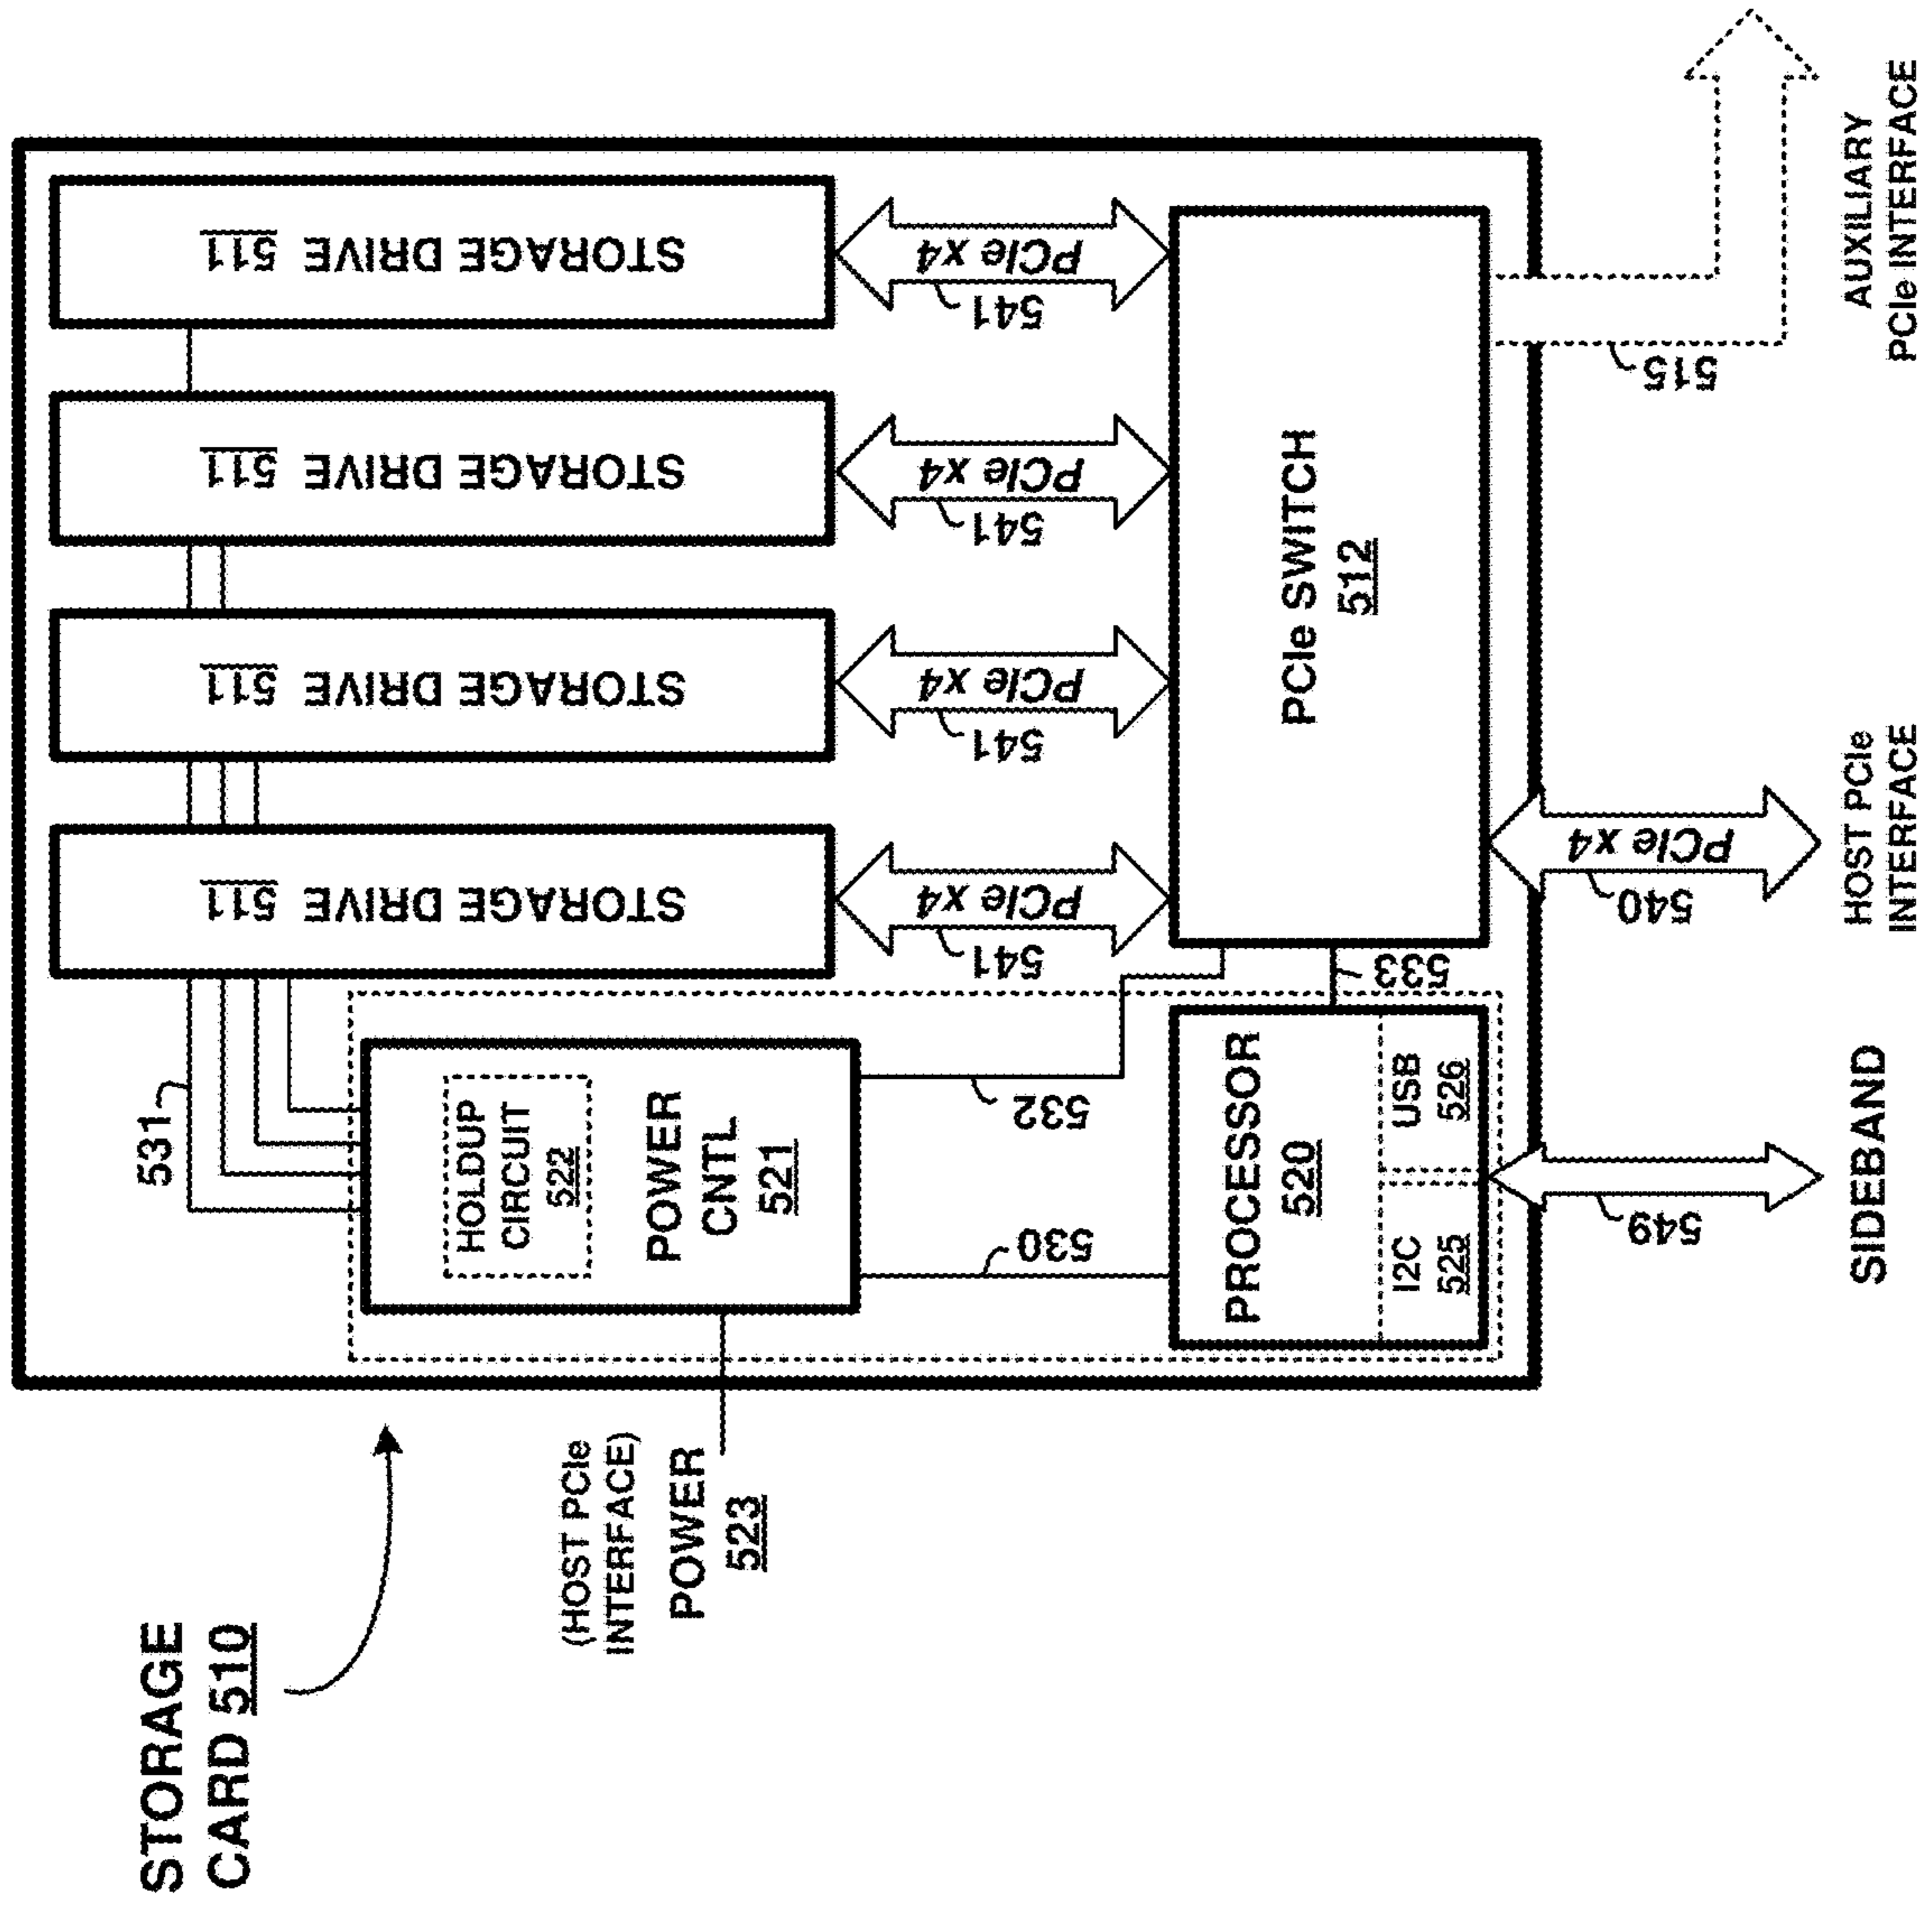 STORAGE
CARD 510
(HOST PCIe
INTERFACE)
POWER
523
531
HOLDUP
CIRCUIT
522
POWER
CNTL
521
530
532
PROCESSOR
520
I2C
525
USB
526
533
549
SIDEBAND
STORAGE DRIVE 511
STORAGE DRIVE 511
STORAGE DRIVE 511
STORAGE DRIVE 511
541
PCIe x4
541
PCIe x4
541
PCIe x4
541
PCIe x4
PCIe SWITCH
512
540
PCIe x4
HOST PCIe
INTERFACE
515
AUXILIARY
PCIe INTERFACE